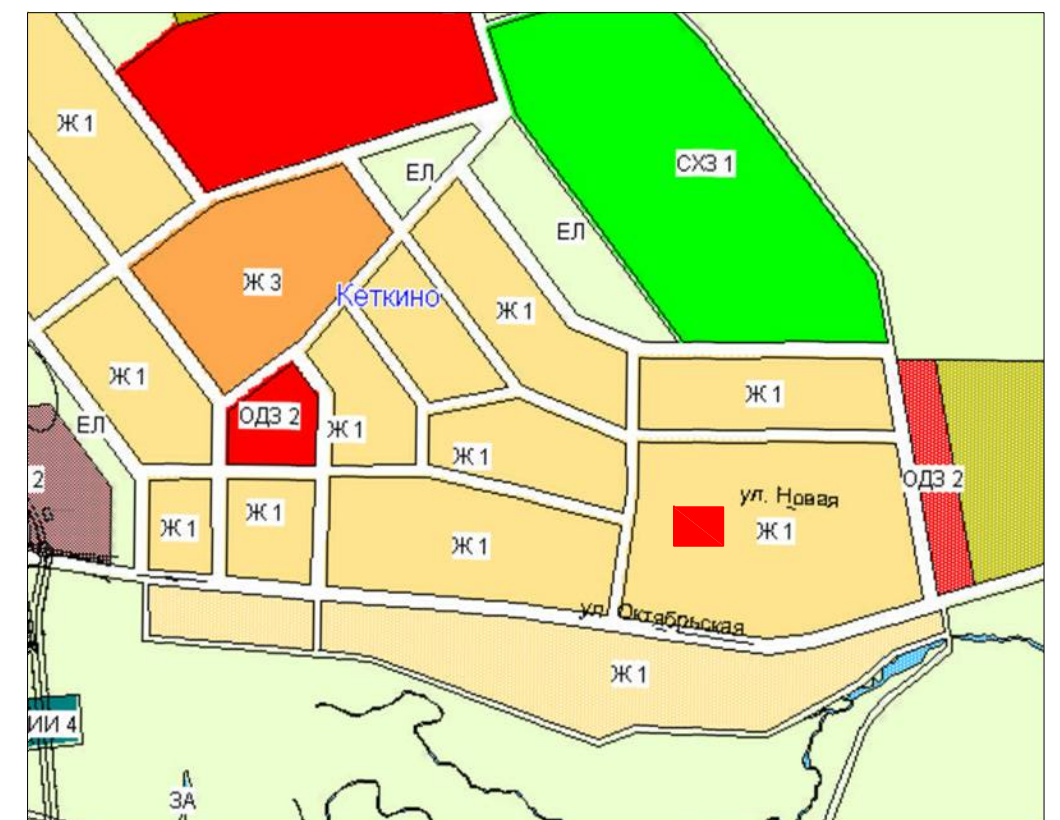 Ж 1
СХЗ 1
ЕЛ
ЕЛ
Ж 3
Кеткино
Ж 1
Ж 1
Ж 1
ОДЗ 2
ЕЛ
Ж 1
Ж 1
2
ОДЗ 2
ул. Новая
Ж 1
Ж 1
Ж 1
Ж 1
ул. Октябрьская
Ж 1
ИИ 4
ЗА